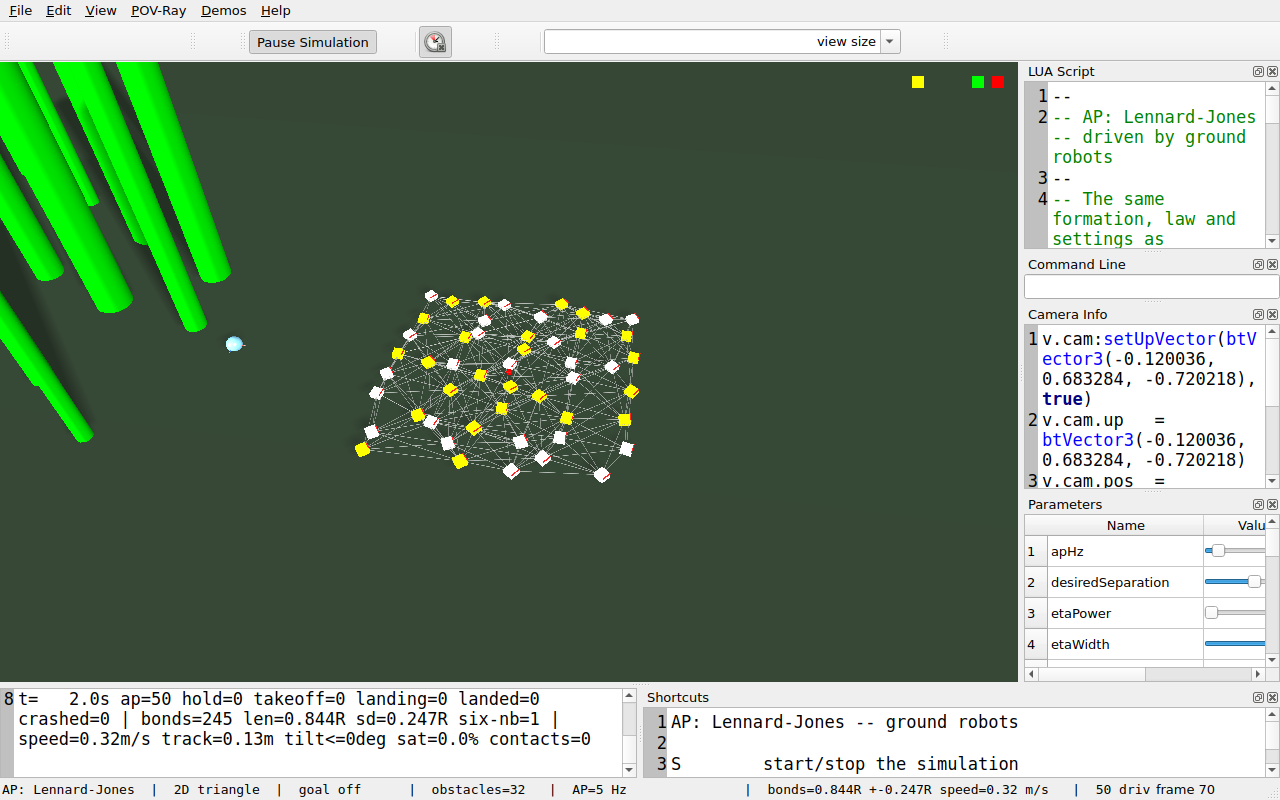 File Edit View POV-Ray Demos Help
Pause Simulation
view size
LUA Script
1 --
2 -- AP: Lennard-Jones
-- driven by ground
robots
3 --
4 -- The same
formation, law and
settings as
Command Line
Camera Info
1 v.cam:setUpVector(btV
ector3(-0.120036,
0.683284, -0.720218),
true)
2 v.cam.up   =
btVector3(-0.120036,
0.683284, -0.720218)
3 v.cam.pos  =
Parameters
Name Valu
1 apHz
2 desiredSeparation
3 etaPower
4 etaWidth
8 t=   2.0s ap=50 hold=0 takeoff=0 landing=0 landed=0
crashed=0 | bonds=245 len=0.844R sd=0.247R six-nb=1 |
speed=0.32m/s track=0.13m tilt<=0deg sat=0.0% contacts=0
Shortcuts
1 AP: Lennard-Jones -- ground robots
2
3 S        start/stop the simulation
AP: Lennard-Jones  |  2D triangle  |  goal off      |  obstacles=32   |  AP=5 Hz               |  bonds=0.844R +-0.247R speed=0.32 m/s   |  50 driv frame 70